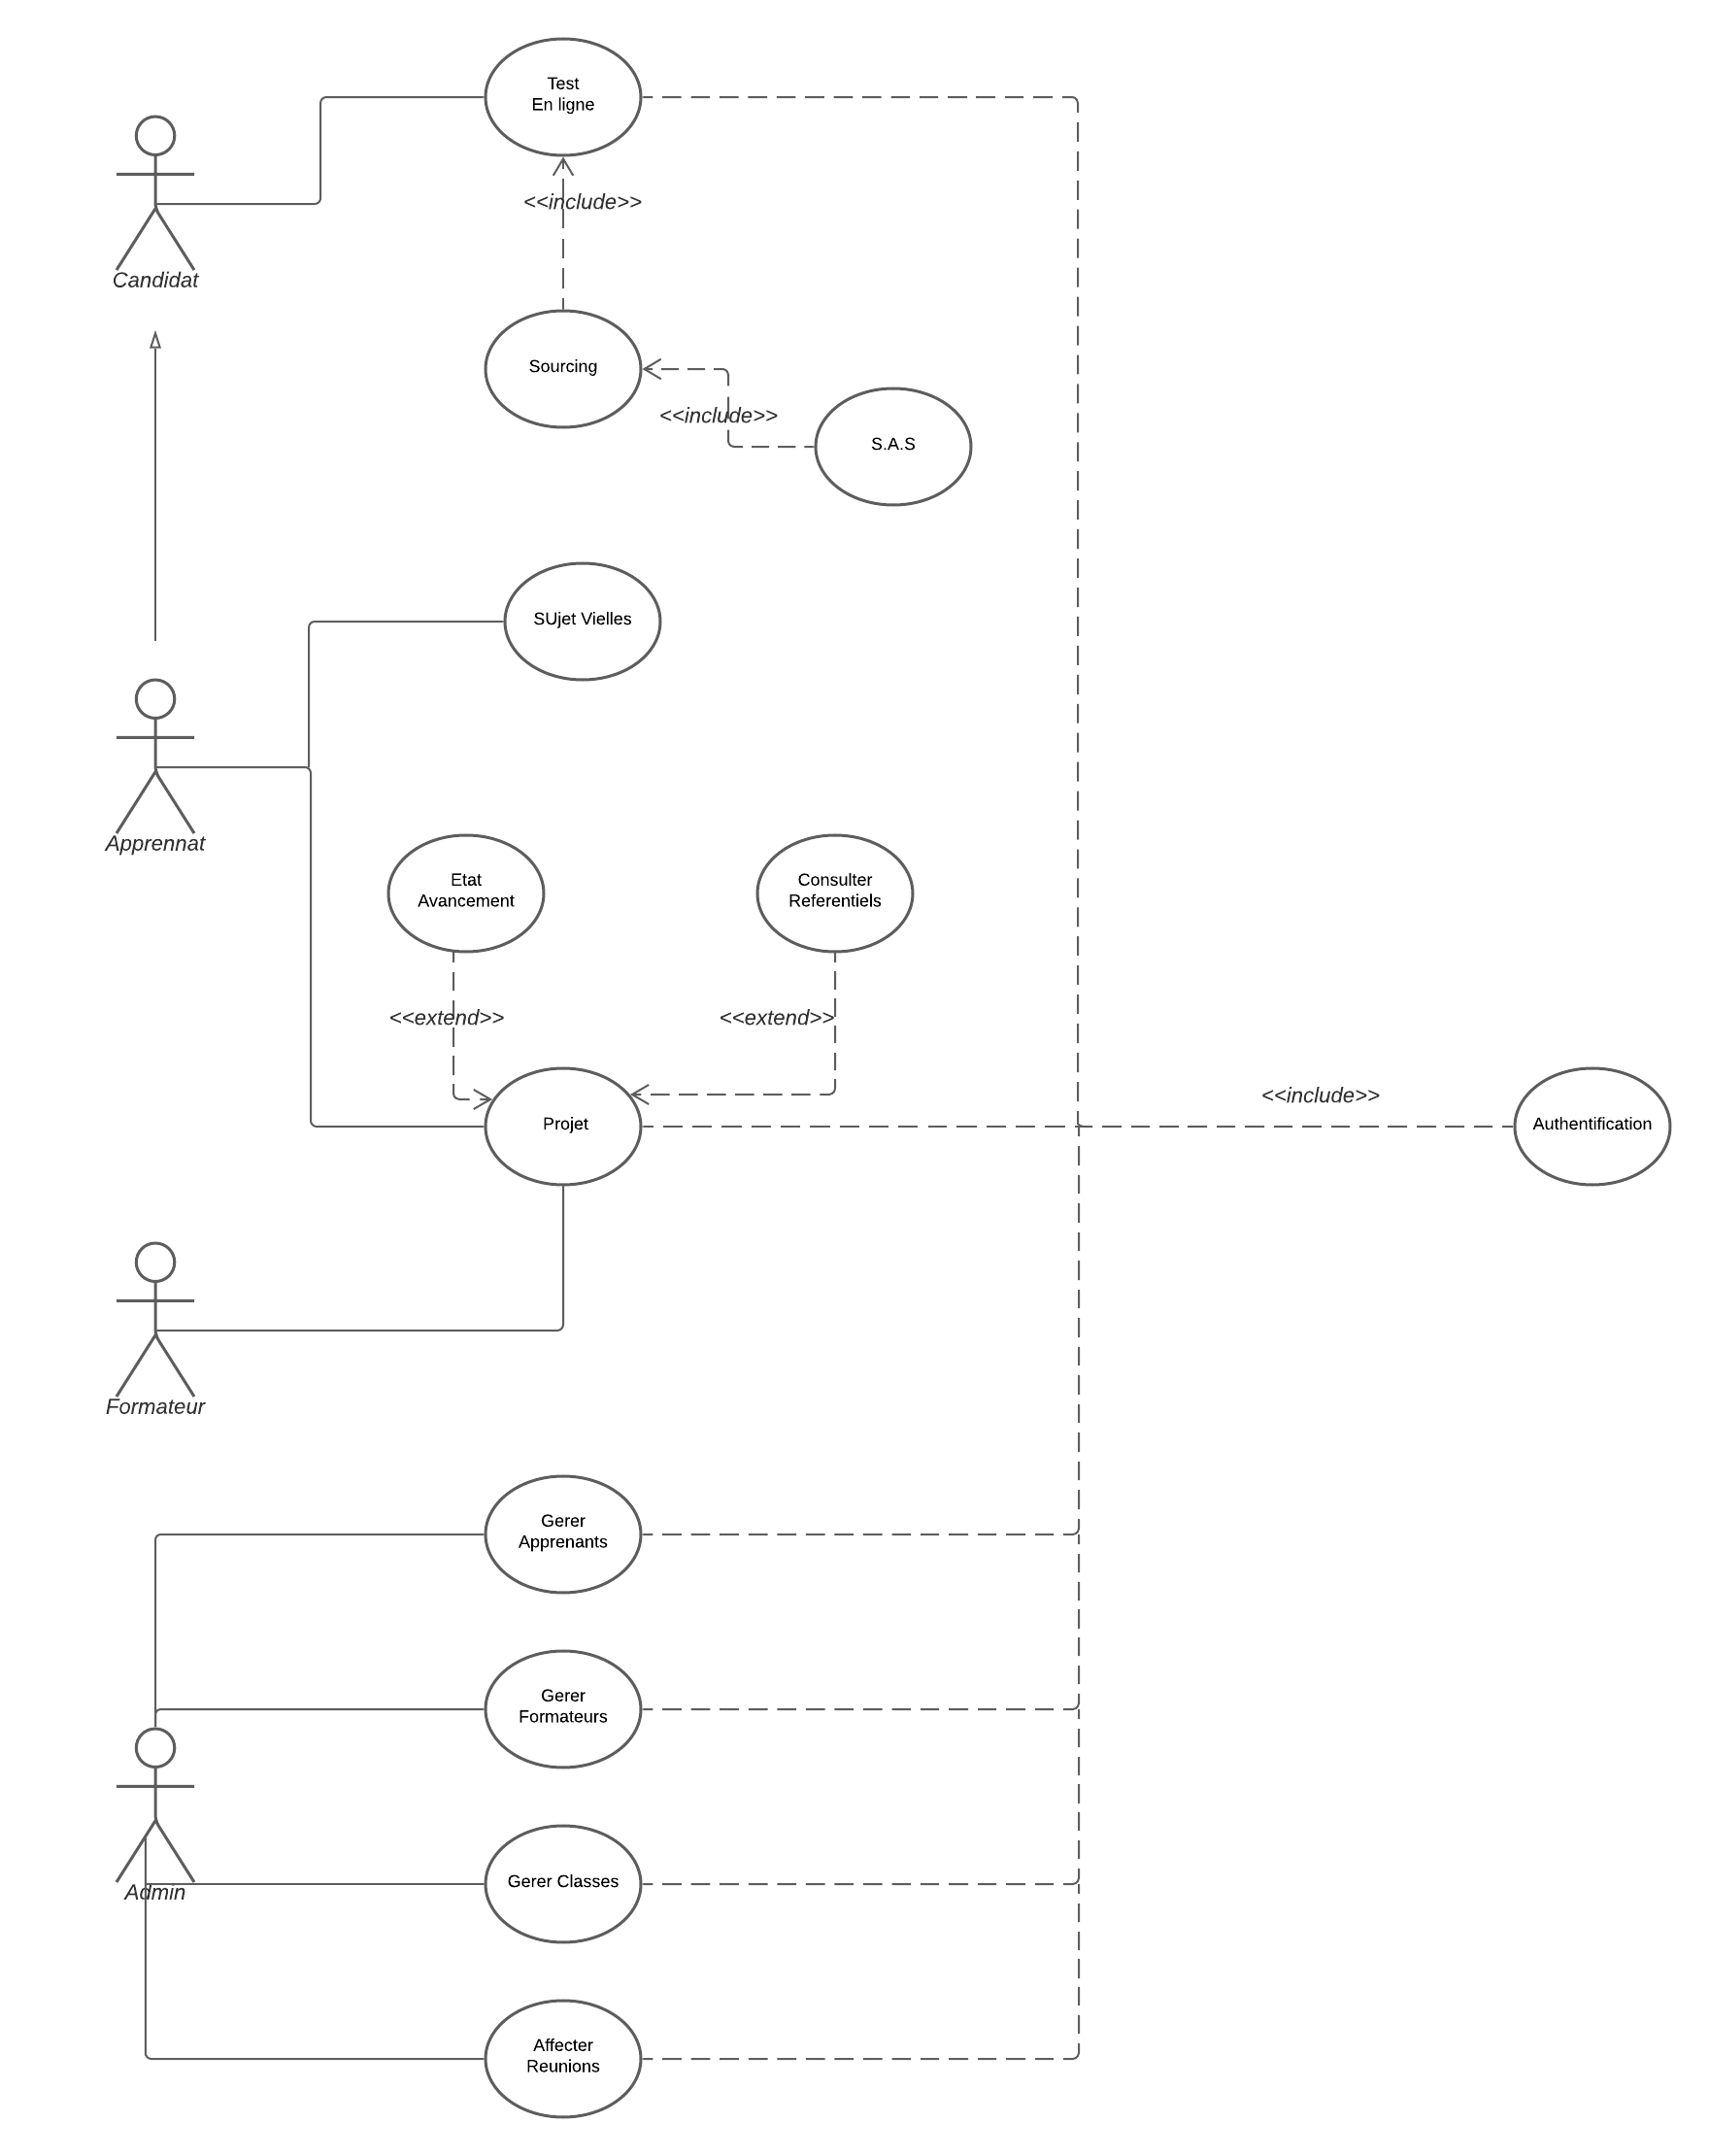 Test
En ligne
<<include>>
Candidat
Sourcing
<<include>>
S.A.S
SUjet Vielles
Apprennat
Etat
Avancement
Consulter
Referentiels
<<extend>>
<<extend>>
Projet
<<include>>
Authentification
Formateur
Gerer
Apprenants
Gerer
Formateurs
Gerer Classes
Admin
Affecter
Reunions